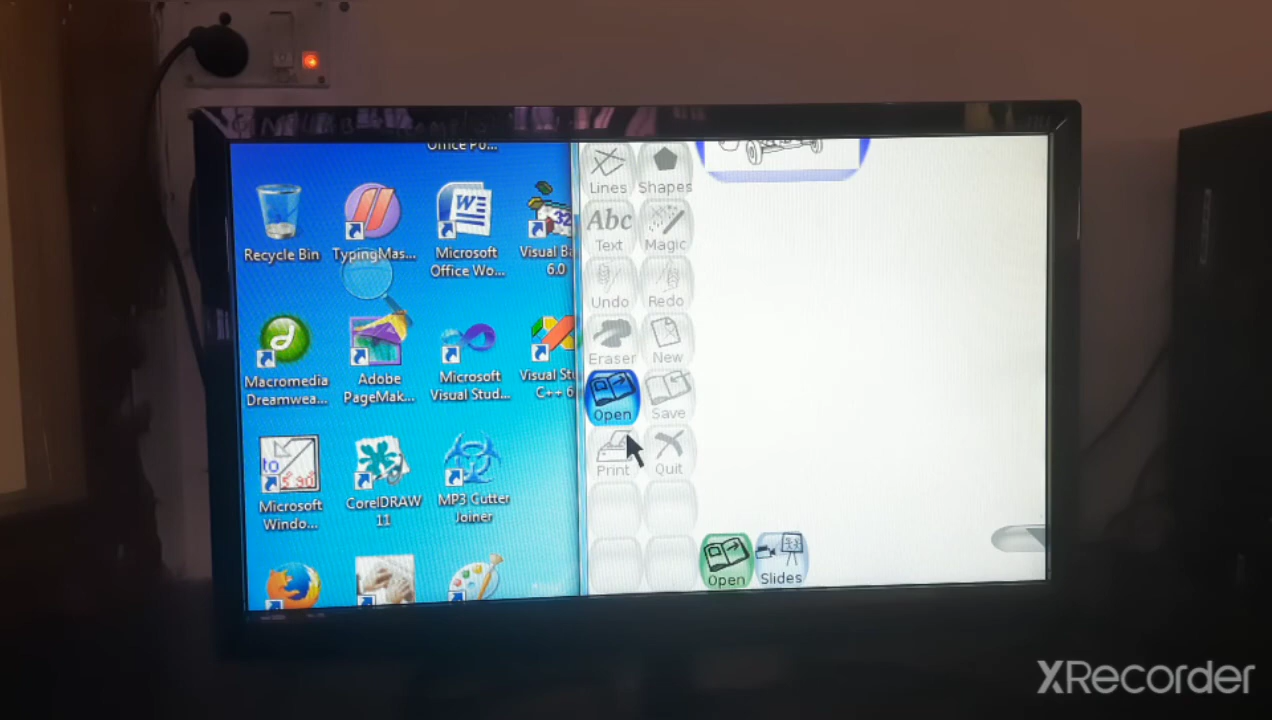 Office Po...
Recycle Bin
TypingMas...
Microsoft
Office Wo...
Visual Ba
6.0
32
Macromedia
Dreamwea...
Adobe
PageMak...
Microsoft
Visual Stud...
Visual Stu
C++ 6
to
Microsoft
Windo...
CorelDRAW
11
MP3 Cutter
Joiner
Lines
Shapes
Abc
Text
Magic
Undo
Redo
Eraser
New
Open
Save
Print
Quit
Open
Slides
XRecorder